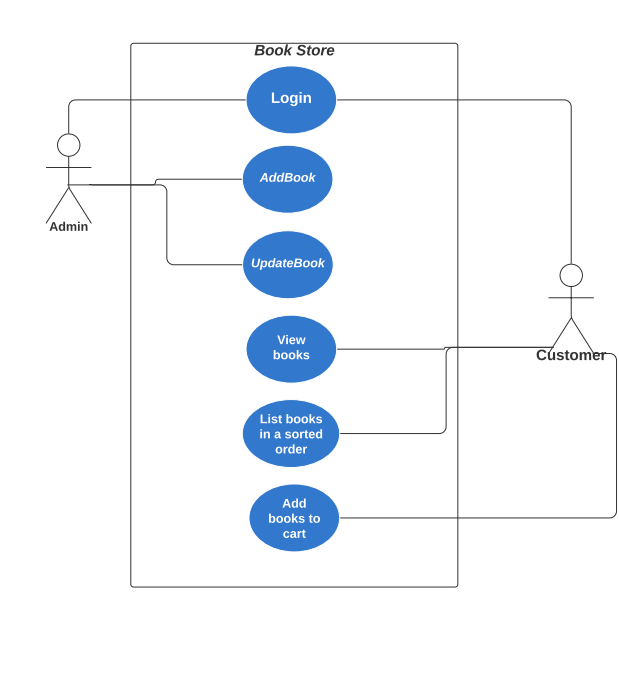 Book Store
Login
AddBook
Admin
UpdateBook
View
books
Customer
List books
in a sorted
order
Add
books to
cart